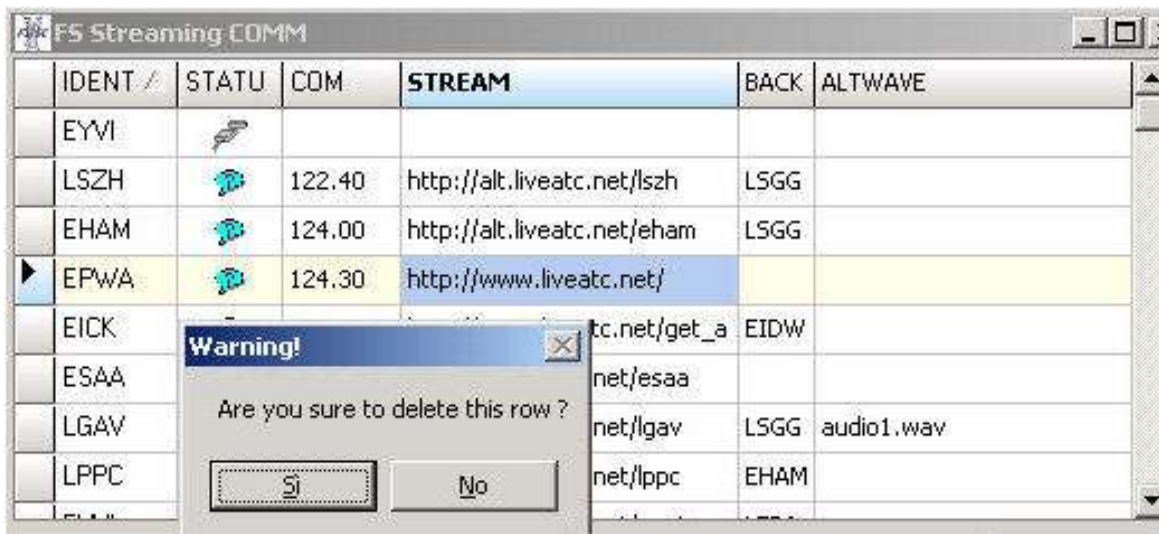 FS Streaming COMM
IDENT STATU COM STREAM BACK ALTWAVE
EYVI
LSZH 122.40 http://alt.liveatc.net/lszh LSGG
EHAM 124.00 http://alt.liveatc.net/eham LSGG
EPWA 124.30 http://www.liveatc.net/
EICK tc.net/get_a EIDW
ESAA net/esaa
LGAV net/lgav LSGG audio1.wav
LPPC net/lppc EHAM
Warning!
Are you sure to delete this row ?
Sì No